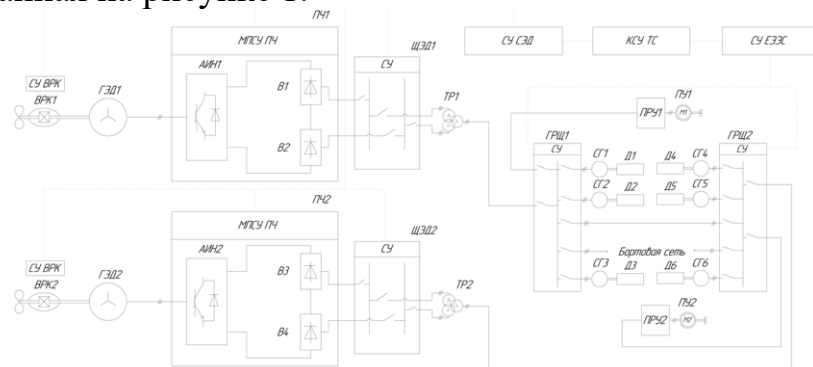 ПЧ1
МПСУ ПЧ
ЩЭД1
СУ
СУ СЭД
КСУ ТС
СУ ЕЭЭС
СУ ВРК
ВРК1
ГЭД1
АИН1
В1
В2
ТР1
ПУ1
ПРУ1
М1
ГРЩ1
СУ
ГРЩ2
СУ
СГ1
Д1
Д4
СГ4
СГ2
Д2
Д5
СГ5
Бортовая сеть
СГ3
Д3
Д6
СГ6
ПЧ2
МПСУ ПЧ
ЩЭД2
СУ
СУ ВРК
ВРК2
ГЭД2
АИН2
В3
В4
ТР2
ПУ2
ПРУ2
М2